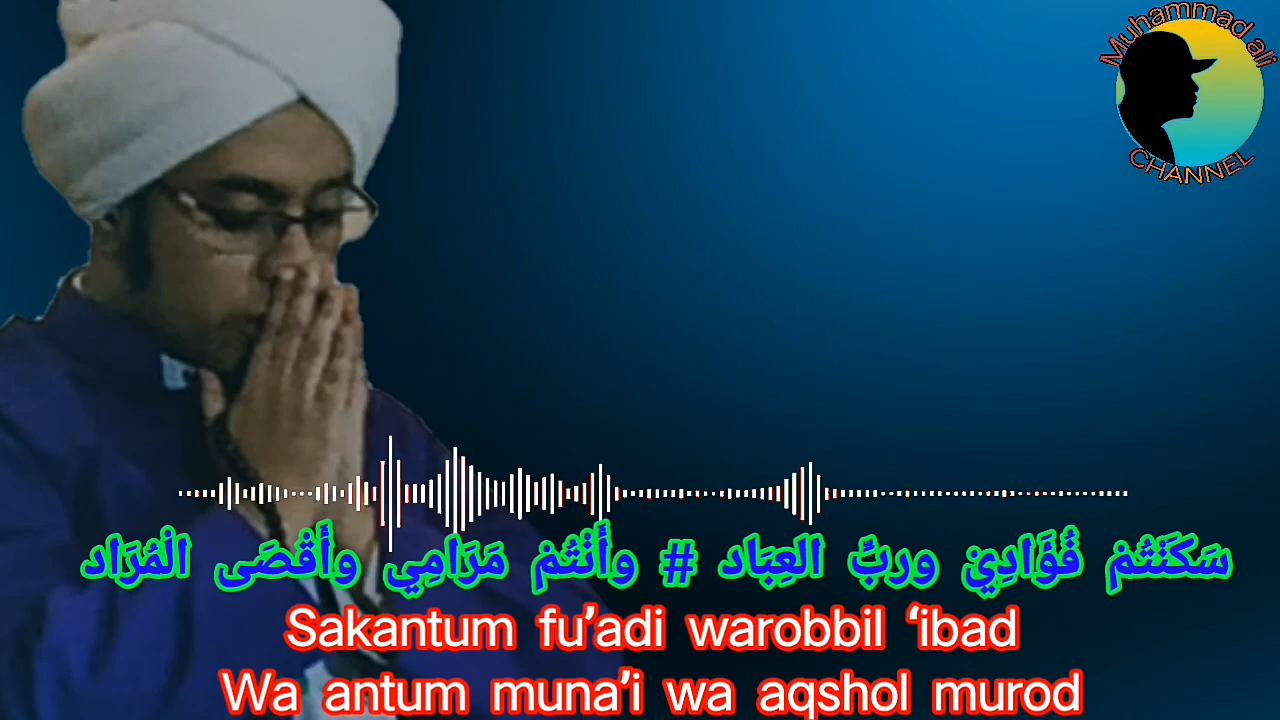 Muhammad ali
CHANNEL
سَكَنْتُمْ فُؤَادِيْ وربِّ العِبَاد # وأَنْتُمْ مَرَامِي وأَقْصَى الْمُرَاد
Sakantum fu’adi warobbil ‘ibad
Wa antum muna’i wa aqshol murod